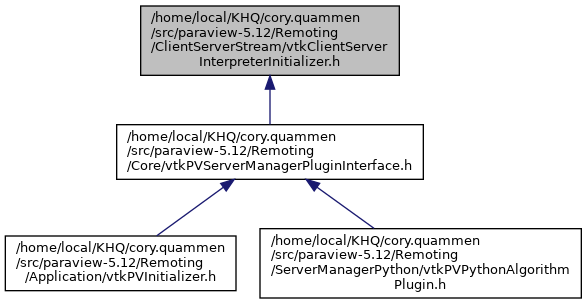 /home/local/KHQ/cory.quammen
/src/paraview-5.12/Remoting
/ClientServerStream/vtkClientServer
InterpreterInitializer.h
/home/local/KHQ/cory.quammen
/src/paraview-5.12/Remoting
/Core/vtkPVServerManagerPluginInterface.h
/home/local/KHQ/cory.quammen
/src/paraview-5.12/Remoting
/Application/vtkPVInitializer.h
/home/local/KHQ/cory.quammen
/src/paraview-5.12/Remoting
/ServerManagerPython/vtkPVPythonAlgorithm
Plugin.h